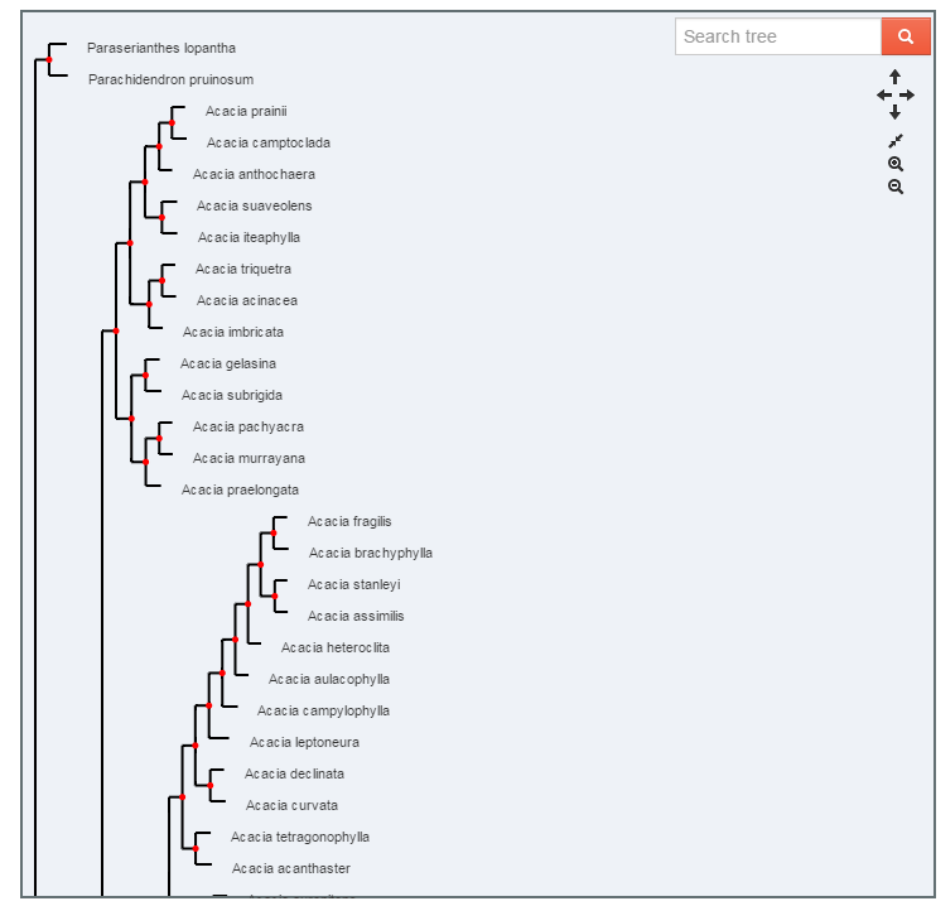 Search tree
Paraserianthes lopantha
Parachidendron pruinosum
Acacia prainii
Acacia camptoclada
Acacia anthochaera
Acacia suaveolens
Acacia iteaphylla
Acacia triquetra
Acacia acinacea
Acacia imbricata
Acacia gelasina
Acacia subrigida
Acacia pachyacra
Acacia murrayana
Acacia praelongata
Acacia fragilis
Acacia brachyphylla
Acacia stanleyi
Acacia assimilis
Acacia heteroclita
Acacia aulacophylla
Acacia campylophylla
Acacia leptoneura
Acacia declinata
Acacia curvata
Acacia tetragonophylla
Acacia acanthaster